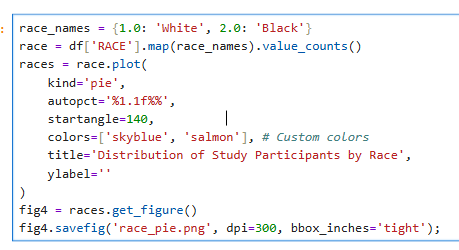 race_names = {1.0: 'White', 2.0: 'Black'}
race = df['RACE'].map(race_names).value_counts()
races = race.plot(
    kind='pie',
    autopct='%1.1f%%',
    startangle=140,
    colors=['skyblue', 'salmon'], # Custom colors
    title='Distribution of Study Participants by Race',
    ylabel=''
)
fig4 = races.get_figure()
fig4.savefig('race_pie.png', dpi=300, bbox_inches='tight');